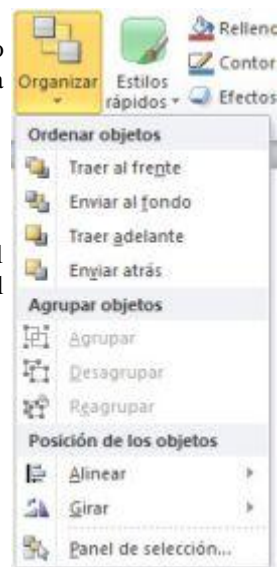 Relleno
Contor
Organizar Estilos rápidos Efectos
Ordenar objetos
Traer al frente
Enviar al fondo
Traer adelante
Enviar atrás
Agrupar objetos
Agrupar
Desagrupar
Reagrupar
Posición de los objetos
Alinear
Girar
Panel de selección...